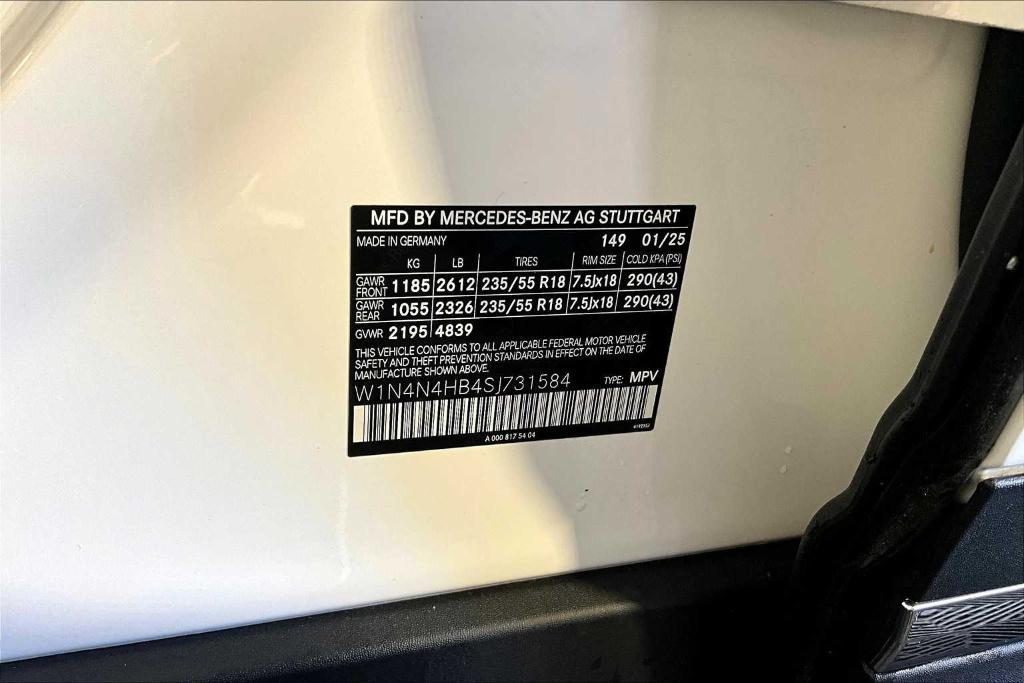 MFD BY MERCEDES-BENZ AG STUTTGART
MADE IN GERMANY 149 01/25
KG LB TIRES RIM SIZE COLD KPA (PSI)
GAWR FRONT 1185 2612 235/55 R18 7.5Jx18 290(43)
GAWR REAR 1055 2326 235/55 R18 7.5Jx18 290(43)
GVWR 2195 4839
THIS VEHICLE CONFORMS TO ALL APPLICABLE FEDERAL MOTOR VEHICLE
SAFETY AND THEFT PREVENTION STANDARDS IN EFFECT ON THE DATE OF
MANUFACTURE SHOWN ABOVE.
W1N4N4HB4SJ731584 TYPE: MPV
A 000 817 54 04